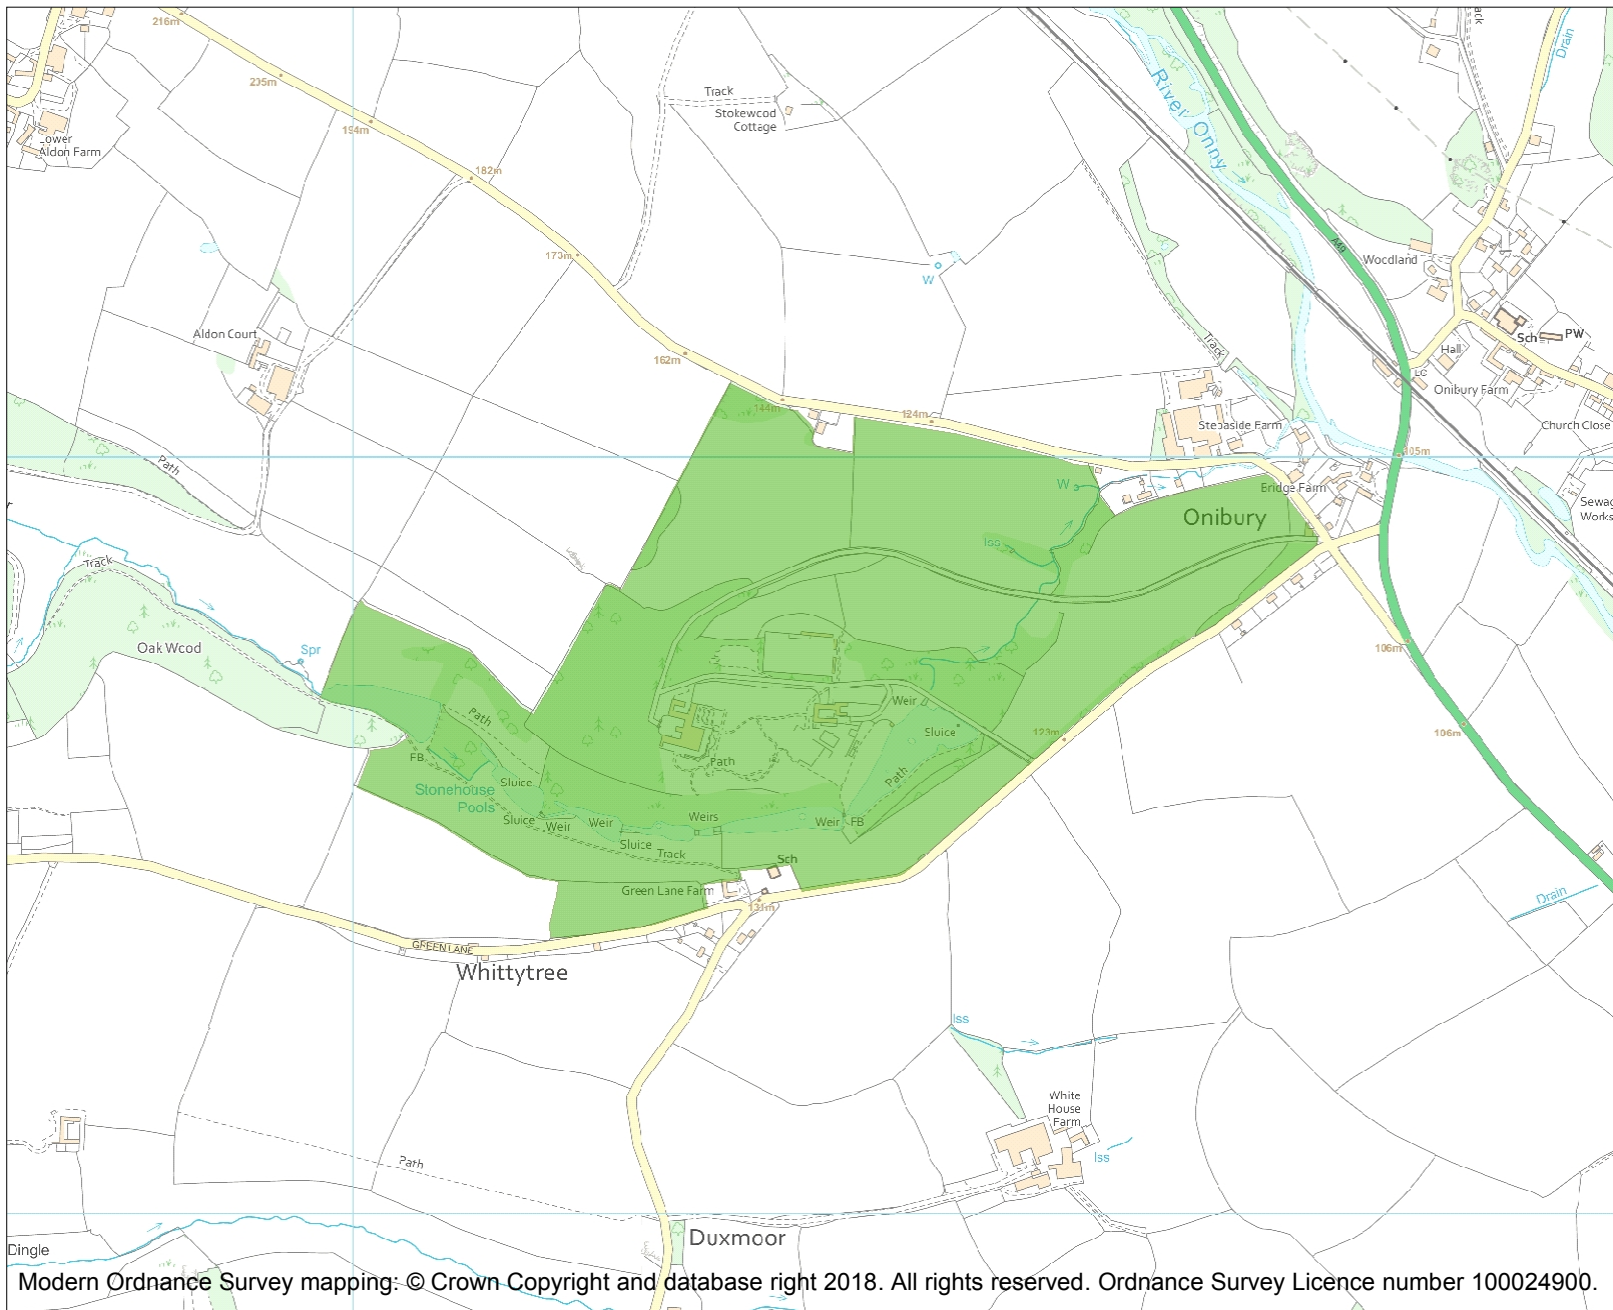 216m
205m
194m
182m
173m
162m
144m
124m
Lower
Aldon Farm
Track
Stokewood
Cottage
River Onny
Drain
A49
Woodland
W
Aldon Court
Track
Sch
PW
Hall
LC
Onibury Farm
Church Close
Stepaside Farm
105m
Path
W
Bridge Farm
Onibury
Works
Iss
Track
Oak Wood
Spr
106m
Path
Weir
Sluice
123m
106m
FB
Path
Path
Sluice
Stonehouse
Pools
Sluice
Weir
Weir
Weirs
Weir
FB
Sluice
Track
Sch
Green Lane Farm
131m
Drain
GREEN LANE
Whittytree
Iss
White
House
Farm
Iss
Path
Duxmoor
Dingle
Modern Ordnance Survey mapping: © Crown Copyright and database right 2018. All rights reserved. Ordnance Survey Licence number 100024900.